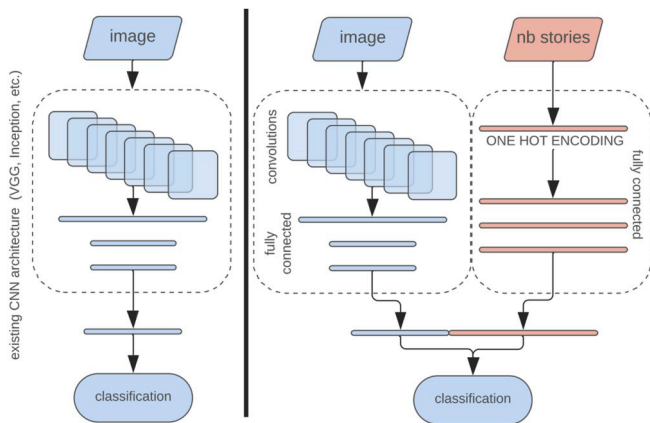 image
existing CNN architecture (VGG, Inception, etc.)
classification
image
nb stories
convolutions
fully
connected
ONE HOT ENCODING
fully connected
classification